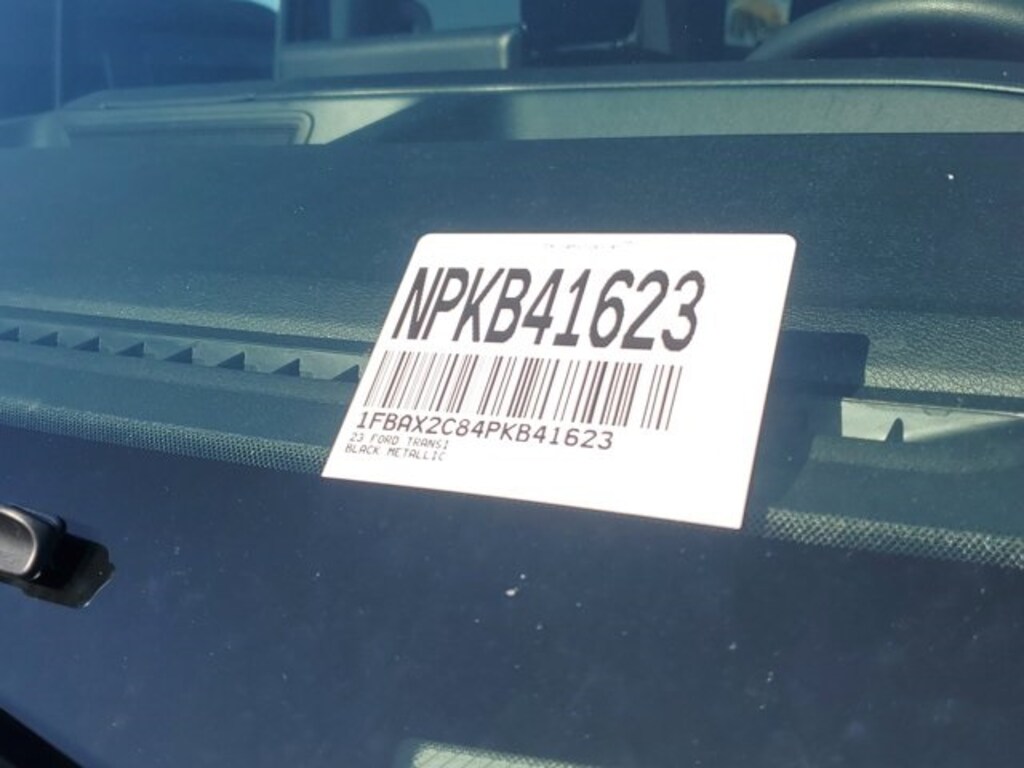 NPKB41623
1FBAX2C84PKB41623
23 FORD TRANSI
BLACK METALLIC